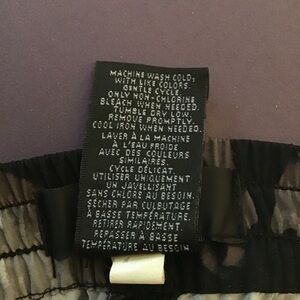 MACHINE WASH COLD,
WITH LIKE COLORS.
GENTLE CYCLE.
ONLY NON-CHLORINE
BLEACH WHEN NEEDED.
TUMBLE DRY LOW.
REMOVE PROMPTLY.
COOL IRON WHEN NEEDED.
LAVER À LA MACHINE
À L'EAU FROIDE
AVEC DES COULEURS
SIMILAIRES.
CYCLE DÉLICAT.
UTILISER UNIQUEMENT
UN JAVELLISANT
SANS CHLORE AU BESOIN.
SÉCHER PAR CULBUTAGE
À BASSE TEMPÉRATURE.
RETIRER RAPIDEMENT.
REPASSER À BASSE
TEMPÉRATURE AU BESOIN.